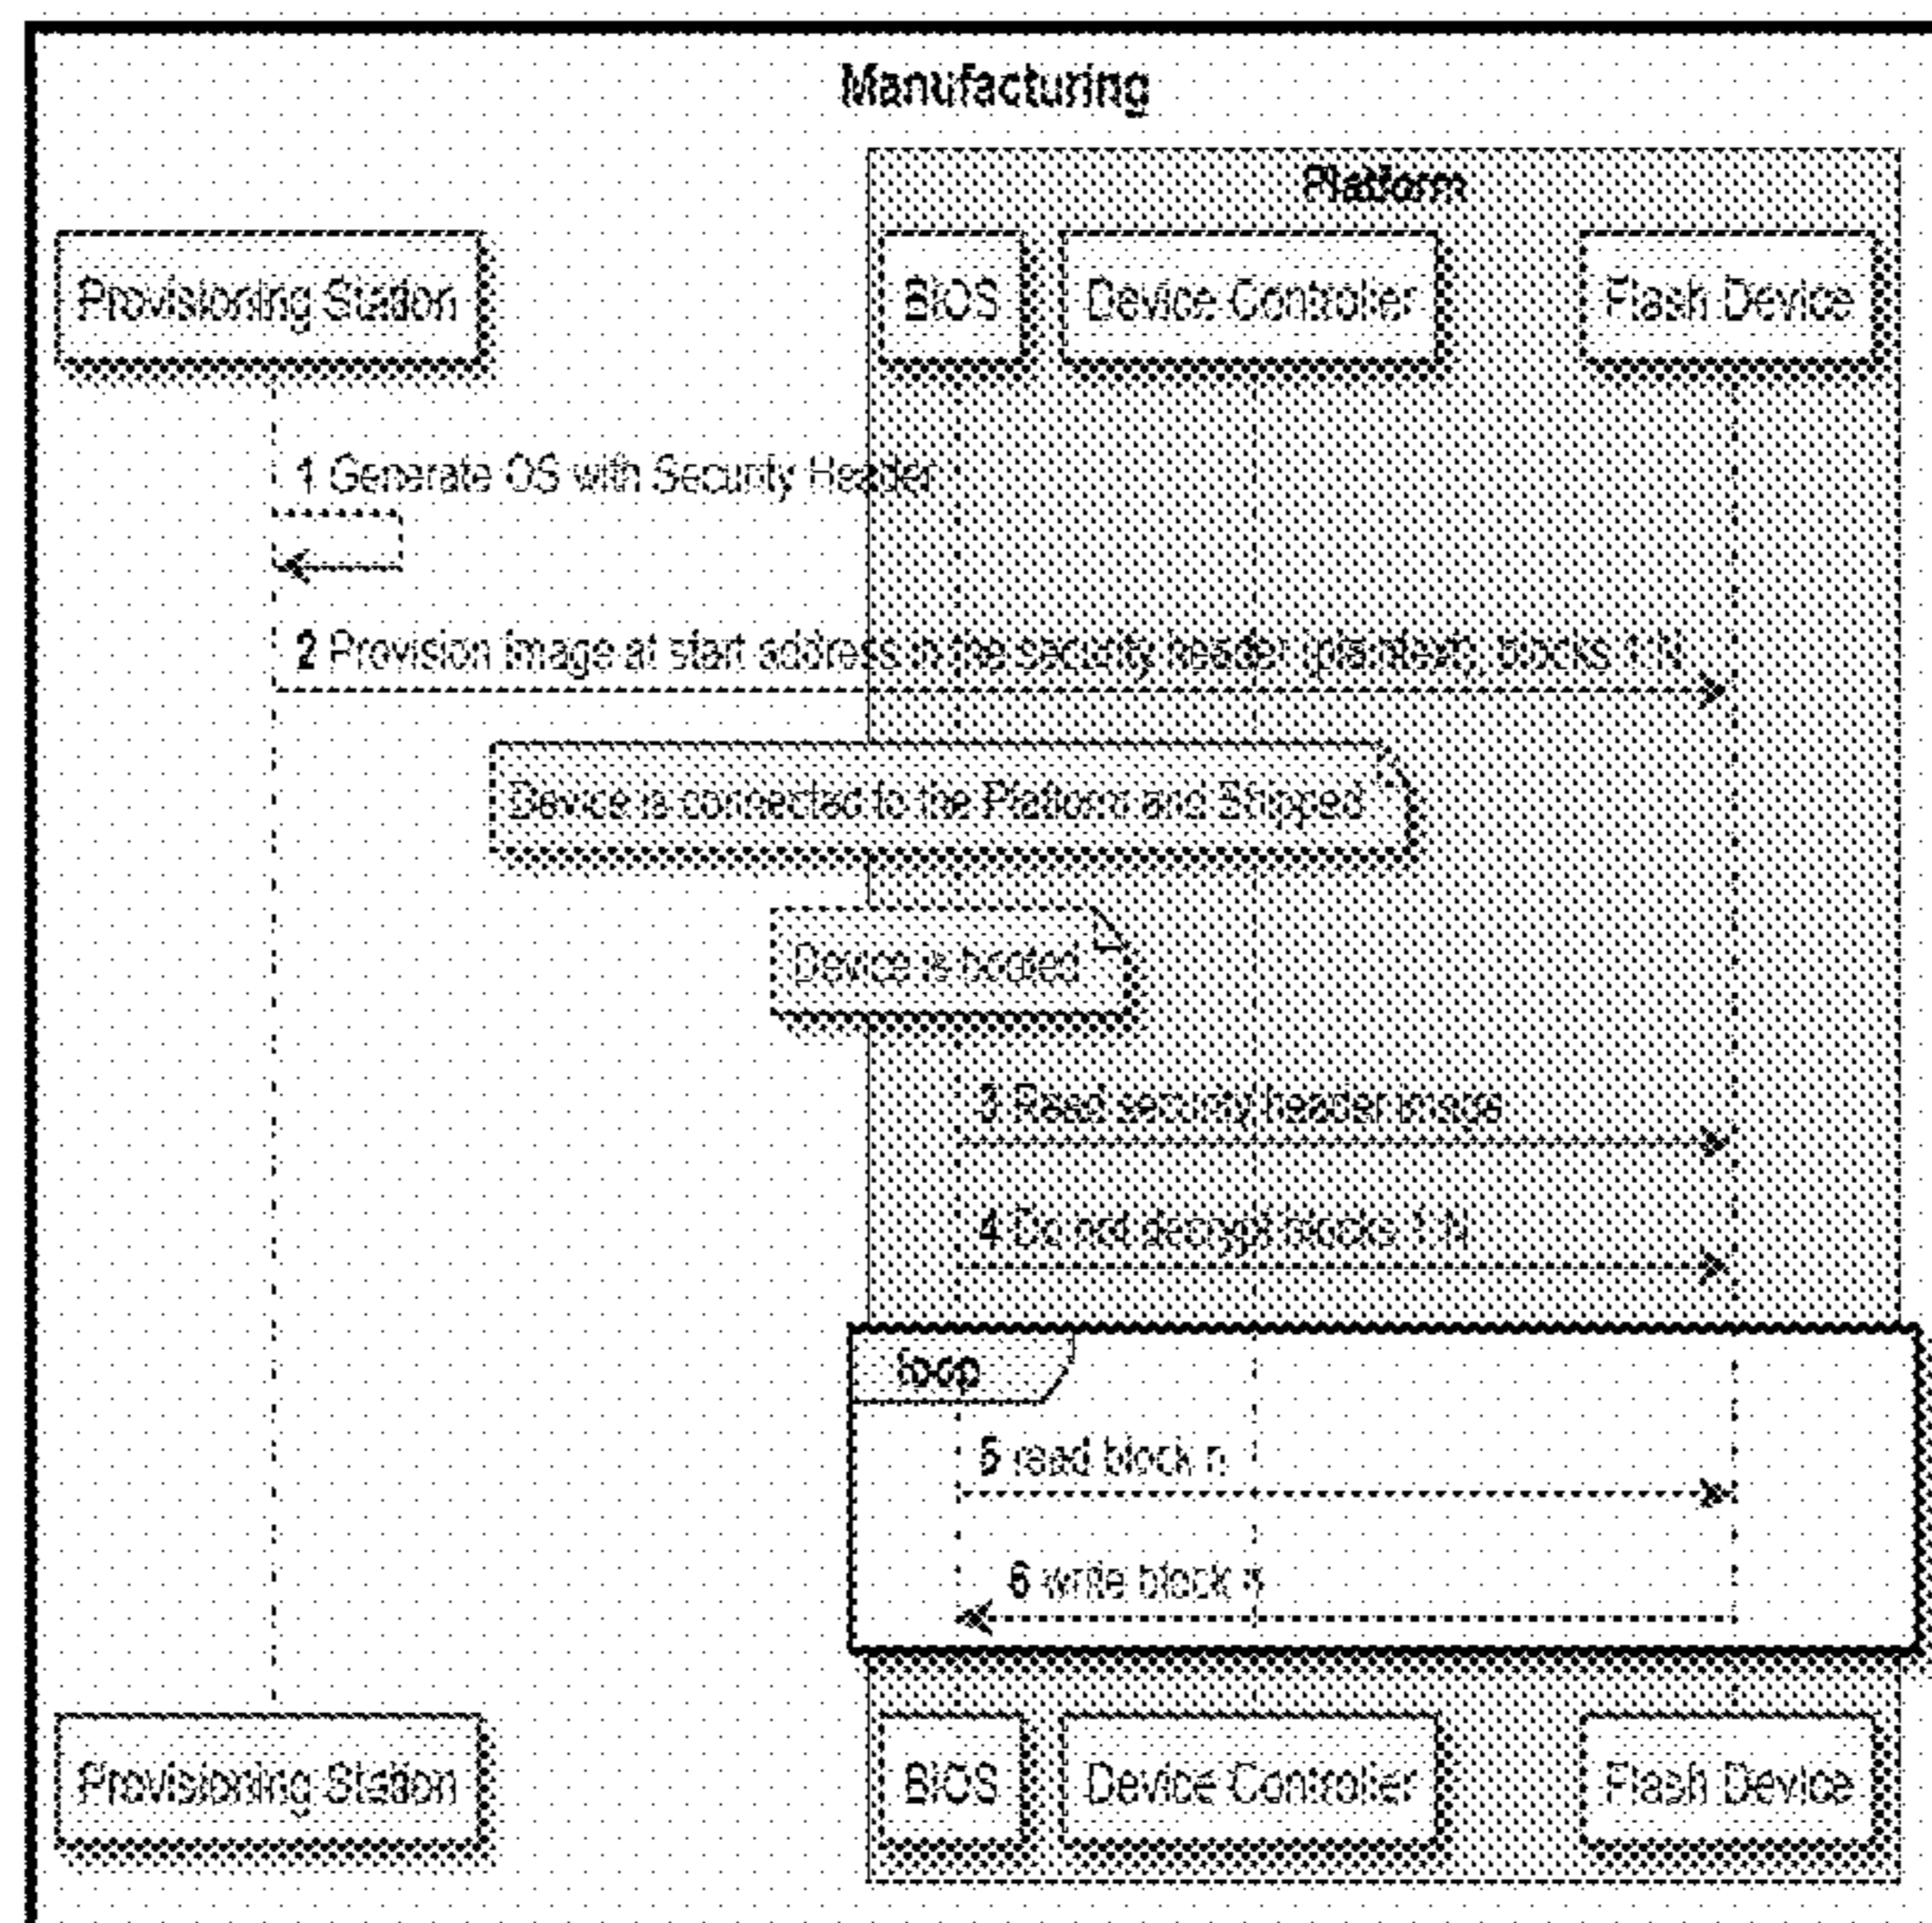 Manufacturing
Platform
Provisioning Station
BIOS
Device Controller
Flash Device
1 Generate OS with Security Header
2 Provision image at start address in the security header (plaintext), blocks 1:N
Device is connected to the Platform and Shipped
Device is booted
3 Read security header image
4 Do not decrypt blocks 1:N
loop
5 read block n
6 write block n
Provisioning Station
BIOS
Device Controller
Flash Device